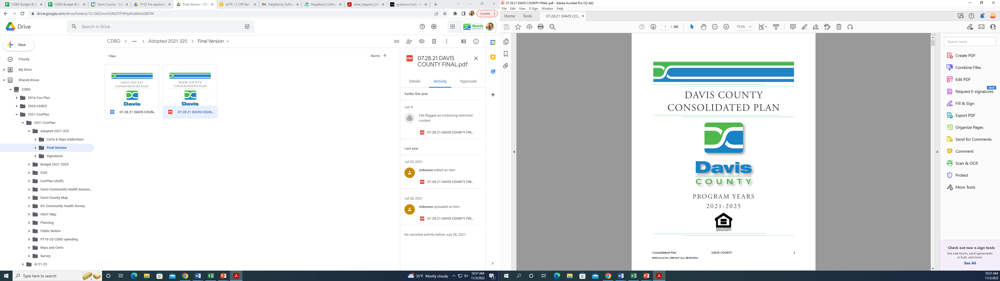 CDBG Budget & Dr
CDBG Budget & Dr
Davis County - Cal
PY22 Pre-applicati
Final Version - CDB
eCFR :: 2 CFR Part
Neighborly Softwa
Neighborly Softwa
what_happens_liht
questions Icon - Fr
drive.google.com/drive/folders/
Update
Drive
Search in Drive
Davis
COUNTY
New
CDBG
Adopted 2021-325
Final Version
Priority
My Drive
Shared drives
CDBG
2016 Con Plan
2020 CARES
2021 ConPlan
2021 ConPlan
Adopted 2021-325
Certs & Reps Addendum
Final Version
Signatures
Budget 2021-2025
COG
ConPlan (draft)
Davis Community Health Assess...
Davis County Map
DC Community Health Survey
HEAT Map
Planning
Public Notice
PY16-20 CDBG spending
Reps and Certs
Survey
AI 21-25
Files
Name
DAVIS COUNTY
CONSOLIDATED PLAN
Davis
07.28.21 DAVIS COUN...
DAVIS COUNTY
CONSOLIDATED PLAN
Davis
07.28.21 DAVIS COUN...
07.28.21 DAVIS
COUNTY FINAL.pdf
Details
Activity
Approvals
Earlier this year
Jun 9
File flagged as containing restricted
content
07.28.21 DAVIS COUNTY FIN...
Last year
Jul 29, 2021
Unknown edited an item
07.28.21 DAVIS COUNTY FIN...
Jul 28, 2021
Unknown uploaded an item
07.28.21 DAVIS COUNTY FIN...
No recorded activity before July 28, 2021
Type here to search
35°F Mostly cloudy
10:37 AM
11/3/2022
07.28.21 DAVIS COUNTY FINAL.pdf - Adobe Acrobat Pro (32-bit)
File Edit View E-Sign Window Help
Home
Tools
07.28.21 DAVIS CO...
1 / 440
75.5%
DAVIS COUNTY
CONSOLIDATED PLAN
Davis
COUNTY
PROGRAM YEARS
2021-2025
EQUAL HOUSING
OPPORTUNITY
Consolidated Plan
DAVIS COUNTY
1
OMB Control No: 2506-0117 (exp. 09/30/2021)
Search tools
Create PDF
Combine Files
Edit PDF
NEW
Request E-signatures
Fill & Sign
Export PDF
Organize Pages
Send for Comments
Comment
Scan & OCR
Protect
More Tools
Check out new e-sign tools
Use web forms, send agreements
in bulk, and more.
See All
10:37 AM
11/3/2022